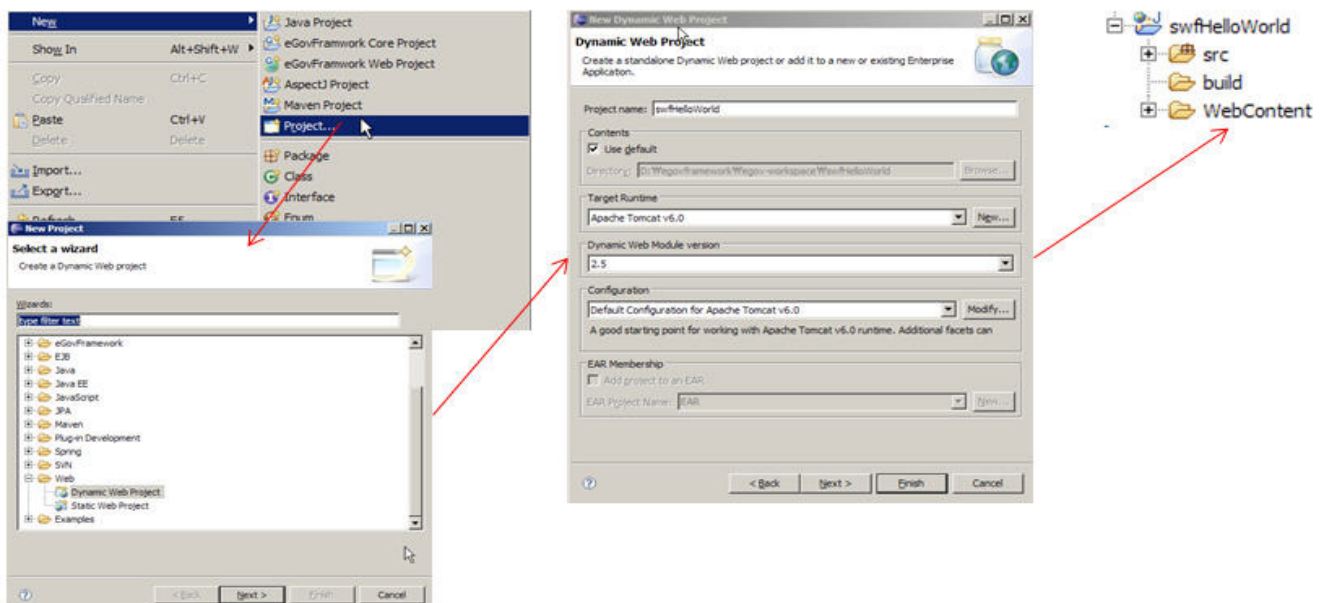 New
Show In Alt+Shift+W
Copy Ctrl+C
Copy Qualified Name
Paste Ctrl+V
Delete Delete
Import...
Export...
Refresh
Java Project
eGovFramwork Core Project
eGovFramwork Web Project
AspectJ Project
Maven Project
Project...
Package
Class
Interface
Enum
New Project
Select a wizard
Create a Dynamic Web project
Wizards:
type filter text
eGovFramework
EJB
Java
Java EE
JavaScript
JPA
Maven
Plug-in Development
Spring
SVN
Web
Dynamic Web Project
Static Web Project
Examples
< Back Next > Finish Cancel
New Dynamic Web Project
Dynamic Web Project
Create a standalone Dynamic Web project or add it to a new or existing Enterprise
Application.
Project name: swfHelloWorld
Contents
Use default
Directory: Browse...
Target Runtime
Apache Tomcat v6.0 New...
Dynamic Web Module version
2.5
Configuration
Default Configuration for Apache Tomcat v6.0 Modify...
A good starting point for working with Apache Tomcat v6.0 runtime. Additional facets can
EAR Membership
Add project to an EAR
EAR Project Name: EAR New...
< Back Next > Finish Cancel
swfHelloWorld
src
build
WebContent